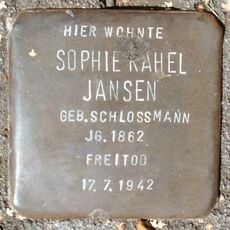 HIER WOHNTE
SOPHIE RAHEL
JANSEN
GEB. SCHLOSSMANN
JG. 1862
FREITOD
17. 7. 1942